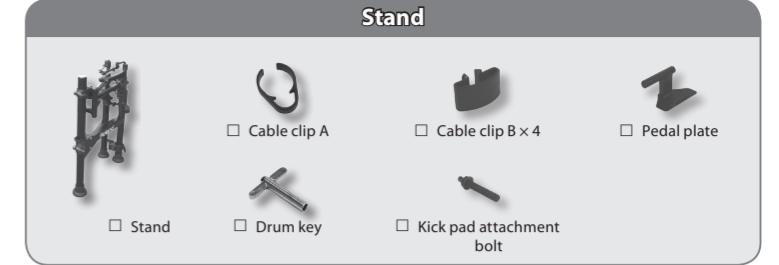 Stand
☐ Cable clip A
☐ Cable clip B × 4
☐ Pedal plate
☐ Stand
☐ Drum key
☐ Kick pad attachment
bolt